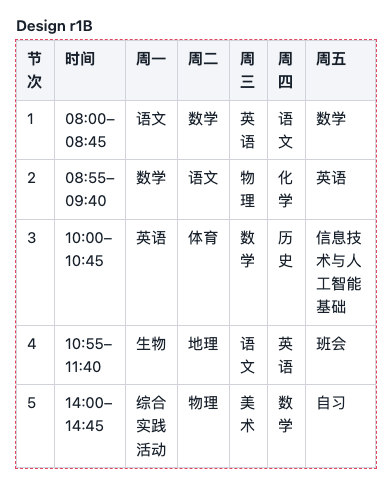 Design r1B
节次 时间 周一 周二 周三 周四 周五
1 08:00–08:45 语文 数学 英语 语文 数学
2 08:55–09:40 数学 语文 物理 化学 英语
3 10:00–10:45 英语 体育 数学 历史 信息技术与人工智能基础
4 10:55–11:40 生物 地理 语文 英语 班会
5 14:00–14:45 综合实践活动 物理 美术 数学 自习